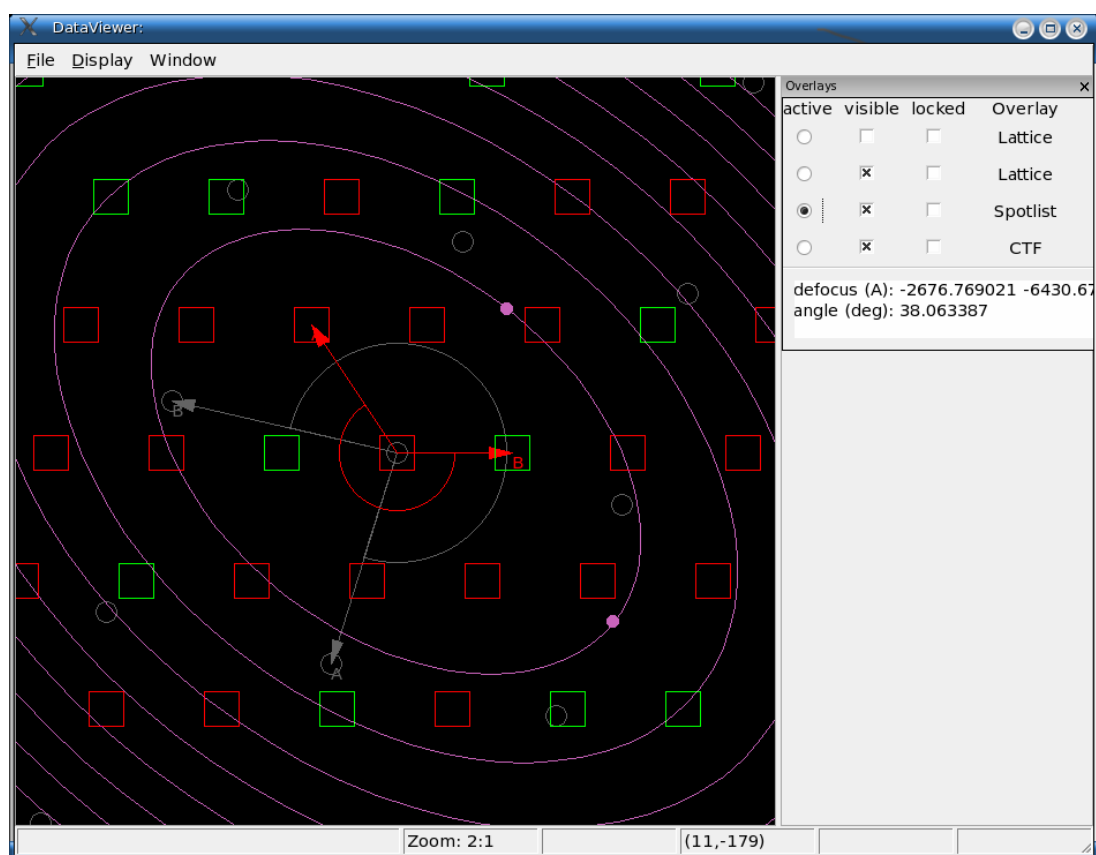 DataViewer:
File Display Window
Overlays
active visible locked Overlay
Lattice
Lattice
Spotlist
CTF
defocus (A): -2676.769021 -6430.67
angle (deg): 38.063387
B
B
A
Zoom: 2:1 (11,-179)